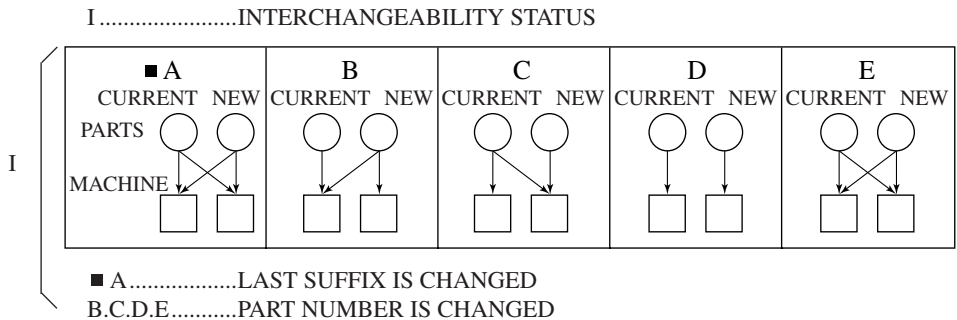 I......................INTERCHANGEABILITY STATUS
■ A B C D E
CURRENT NEW CURRENT NEW CURRENT NEW CURRENT NEW CURRENT NEW
PARTS
I
MACHINE
■ A...............LAST SUFFIX IS CHANGED
B.C.D.E...........PART NUMBER IS CHANGED